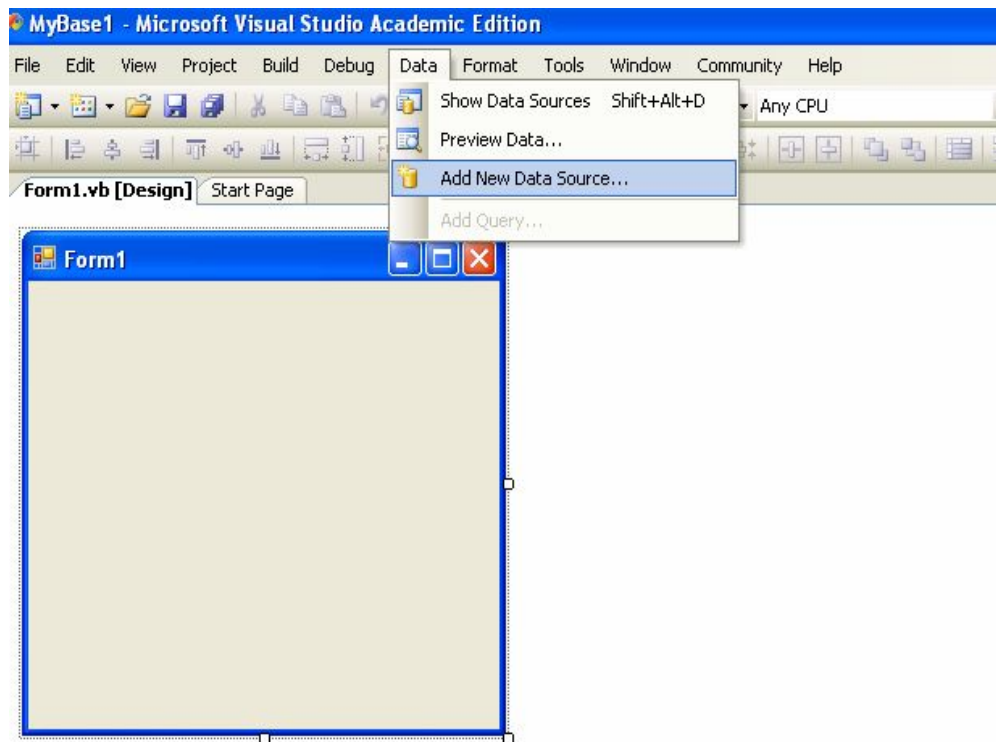 MyBase1 - Microsoft Visual Studio Academic Edition
File Edit View Project Build Debug Data Format Tools Window Community Help
Show Data Sources Shift+Alt+D
Any CPU
Preview Data...
Add New Data Source...
Form1.vb [Design] Start Page
Add Query...
Form1